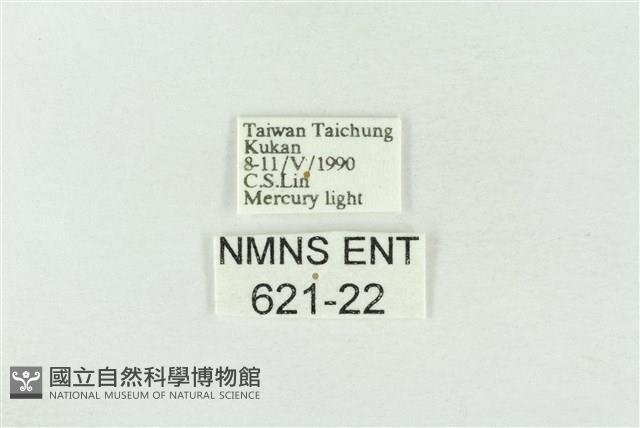 Taiwan Taichung
Kukan
8-11/V/1990
C.S.Lin
Mercury light
NMNS ENT
621-22
國立自然科學博物館
NATIONAL MUSEUM OF NATURAL SCIENCE